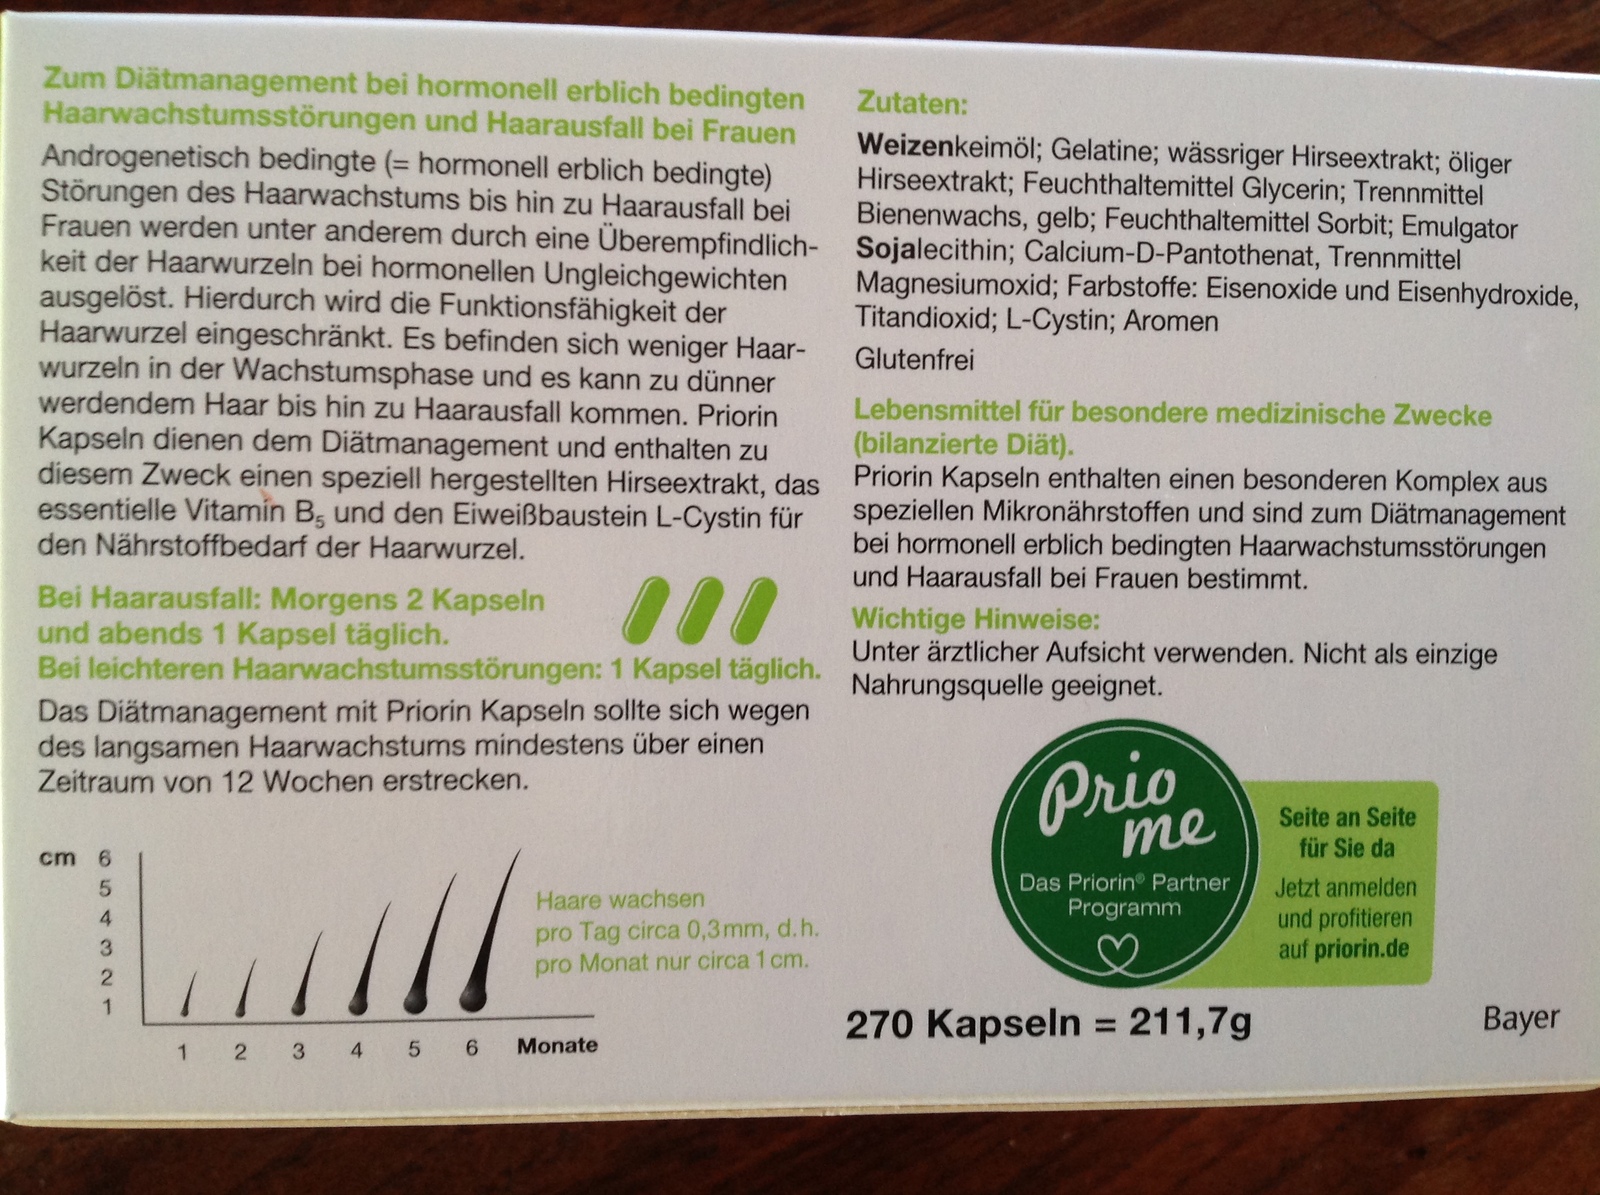 Zum Diätmanagement bei hormonell erblich bedingten
Haarwachstumsstörungen und Haarausfall bei Frauen
Androgenetisch bedingte (= hormonell erblich bedingte)
Störungen des Haarwachstums bis hin zu Haarausfall bei
Frauen werden unter anderem durch eine Überempfindlich-
keit der Haarwurzeln bei hormonellen Ungleichgewichten
ausgelöst. Hierdurch wird die Funktionsfähigkeit der
Haarwurzel eingeschränkt. Es befinden sich weniger Haar-
wurzeln in der Wachstumsphase und es kann zu dünner
werdendem Haar bis hin zu Haarausfall kommen. Priorin
Kapseln dienen dem Diätmanagement und enthalten zu
diesem Zweck einen speziell hergestellten Hirseextrakt, das
essentielle Vitamin B5 und den Eiweißbaustein L-Cystin für
den Nährstoffbedarf der Haarwurzel.
Bei Haarausfall: Morgens 2 Kapseln
und abends 1 Kapsel täglich.
Bei leichteren Haarwachstumsstörungen: 1 Kapsel täglich.
Das Diätmanagement mit Priorin Kapseln sollte sich wegen
des langsamen Haarwachstums mindestens über einen
Zeitraum von 12 Wochen erstrecken.
cm 6
5
4
3
2
1
1 2 3 4 5 6 Monate
Haare wachsen
pro Tag circa 0,3mm, d.h.
pro Monat nur circa 1cm.
Zutaten:
Weizenkeimöl; Gelatine; wässriger Hirseextrakt; öliger
Hirseextrakt; Feuchthaltemittel Glycerin; Trennmittel
Bienenwachs, gelb; Feuchthaltemittel Sorbit; Emulgator
Sojalecithin; Calcium-D-Pantothenat, Trennmittel
Magnesiumoxid; Farbstoffe: Eisenoxide und Eisenhydroxide,
Titandioxid; L-Cystin; Aromen
Glutenfrei
Lebensmittel für besondere medizinische Zwecke
(bilanzierte Diät).
Priorin Kapseln enthalten einen besonderen Komplex aus
speziellen Mikronährstoffen und sind zum Diätmanagement
bei hormonell erblich bedingten Haarwachstumsstörungen
und Haarausfall bei Frauen bestimmt.
Wichtige Hinweise:
Unter ärztlicher Aufsicht verwenden. Nicht als einzige
Nahrungsquelle geeignet.
Prio
me
Das Priorin® Partner
Programm
Seite an Seite
für Sie da
Jetzt anmelden
und profitieren
auf priorin.de
270 Kapseln = 211,7g
Bayer